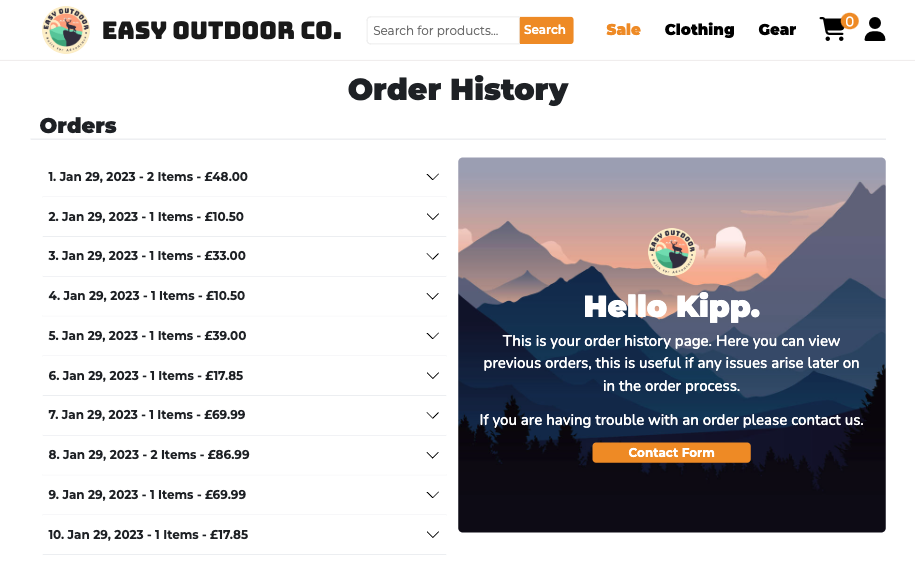 EASY OUTDOOR
EASY OUTDOOR CO.
Search for products...
Search
Sale
Clothing
Gear
0
Order History
Orders
1. Jan 29, 2023 - 2 Items - £48.00
2. Jan 29, 2023 - 1 Items - £10.50
3. Jan 29, 2023 - 1 Items - £33.00
4. Jan 29, 2023 - 1 Items - £10.50
5. Jan 29, 2023 - 1 Items - £39.00
6. Jan 29, 2023 - 1 Items - £17.85
7. Jan 29, 2023 - 1 Items - £69.99
8. Jan 29, 2023 - 2 Items - £86.99
9. Jan 29, 2023 - 1 Items - £69.99
10. Jan 29, 2023 - 1 Items - £17.85
EASY OUTDOOR
Hello Kipp.
This is your order history page. Here you can view
previous orders, this is useful if any issues arise later on
in the order process.
If you are having trouble with an order please contact us.
Contact Form